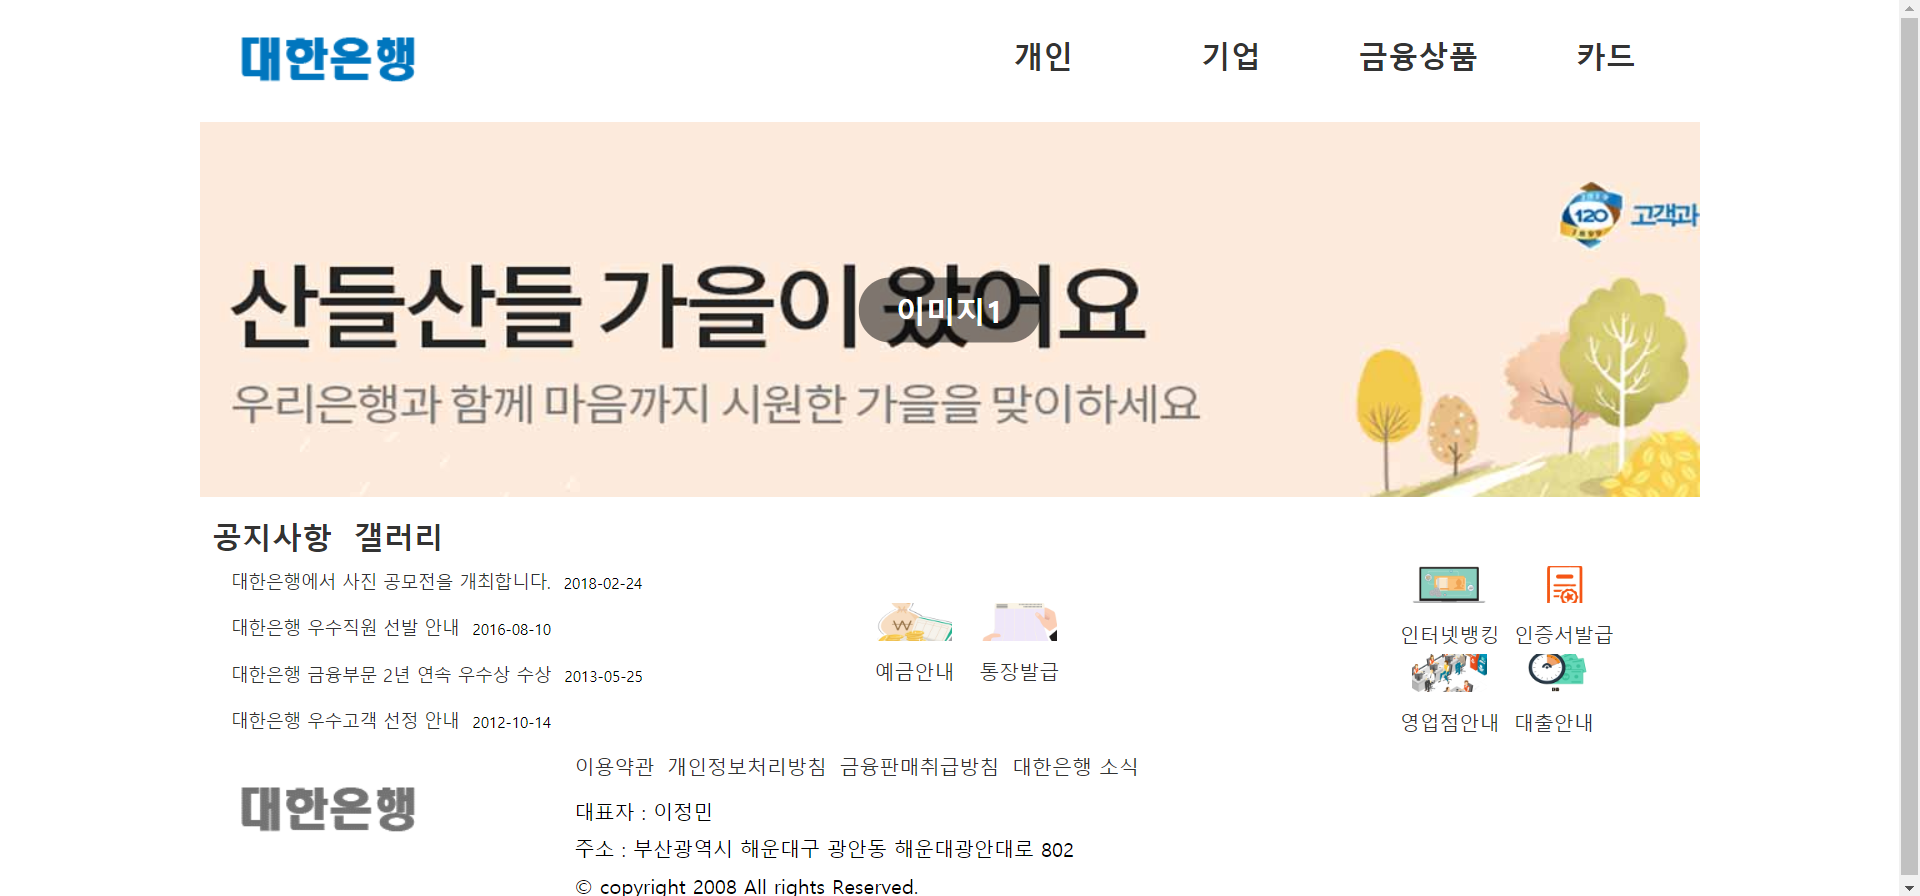 대한은행
개인 기업 금융상품 카드
120 고객과
산들산들 가을이 왔어요
이미지1
우리은행과 함께 마음까지 시원한 가을을 맞이하세요
공지사항 갤러리
대한은행에서 사진 공모전을 개최합니다. 2018-02-24
대한은행 우수직원 선발 안내 2016-08-10
대한은행 금융부문 2년 연속 우수상 수상 2013-05-25
대한은행 우수고객 선정 안내 2012-10-14
예금안내 통장발급
인터넷뱅킹 인증서발급
영업점안내 대출안내
대한은행
이용약관 개인정보처리방침 금융판매취급방침 대한은행 소식
대표자 : 이정민
주소 : 부산광역시 해운대구 광안동 해운대광안대로 802
© copyright 2008 All rights Reserved.